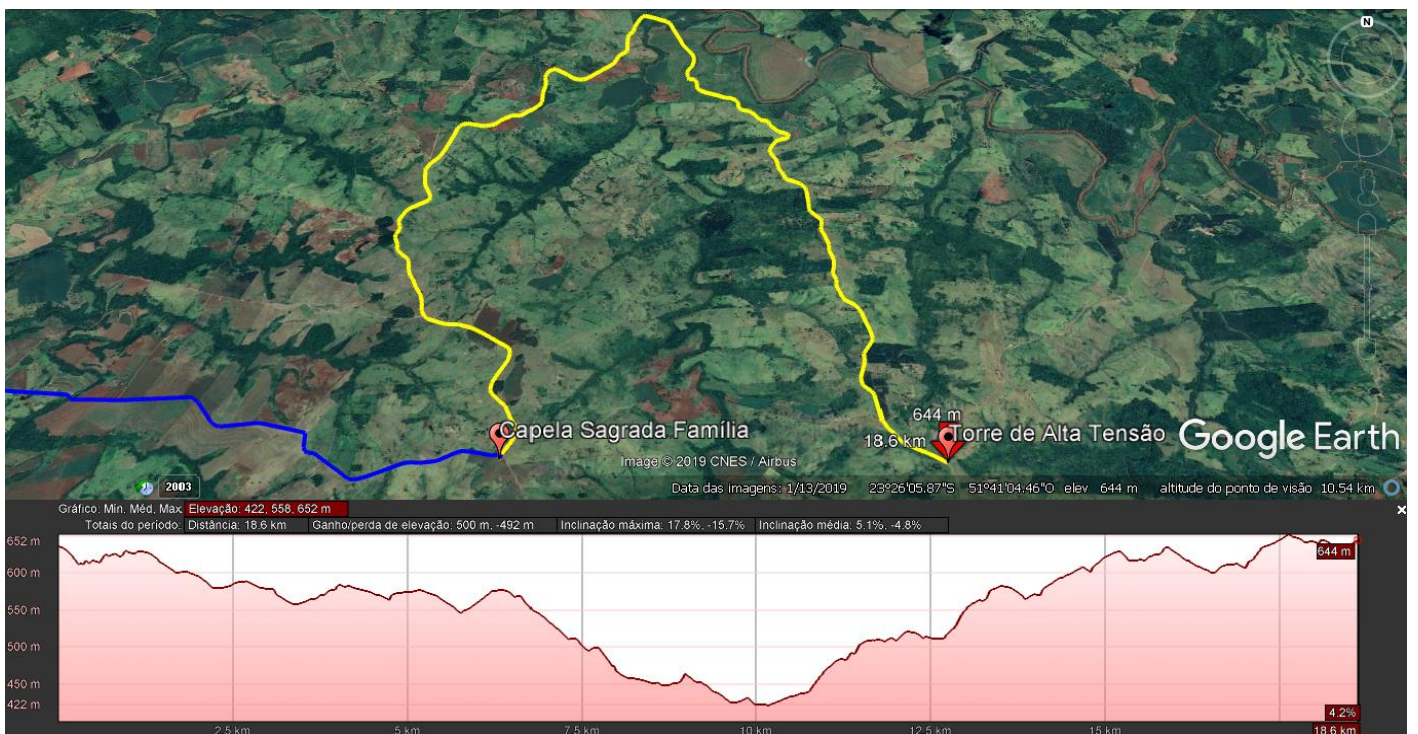 N
Capela Sagrada Família
644 m
18.6 km
Torre de Alta Tensão
Google Earth
Image © 2019 CNES / Airbus
2003
Data das imagens: 1/13/2019 23°26'05.87"S 51°41'04.46"O elev 644 m altitude do ponto de visão 10.54 km
Gráfico: Mín, Méd, Máx Elevação: 422, 558, 652 m
Totais do período: Distância: 18.6 km Ganho/perda de elevação: 500 m, -492 m Inclinação máxima: 17.8%, -15.7% Inclinação média: 5.1%, -4.8%
652 m
644 m
600 m
550 m
500 m
450 m
422 m
4.2%
2.5 km 5 km 7.5 km 10 km 12.5 km 15 km 18.6 km